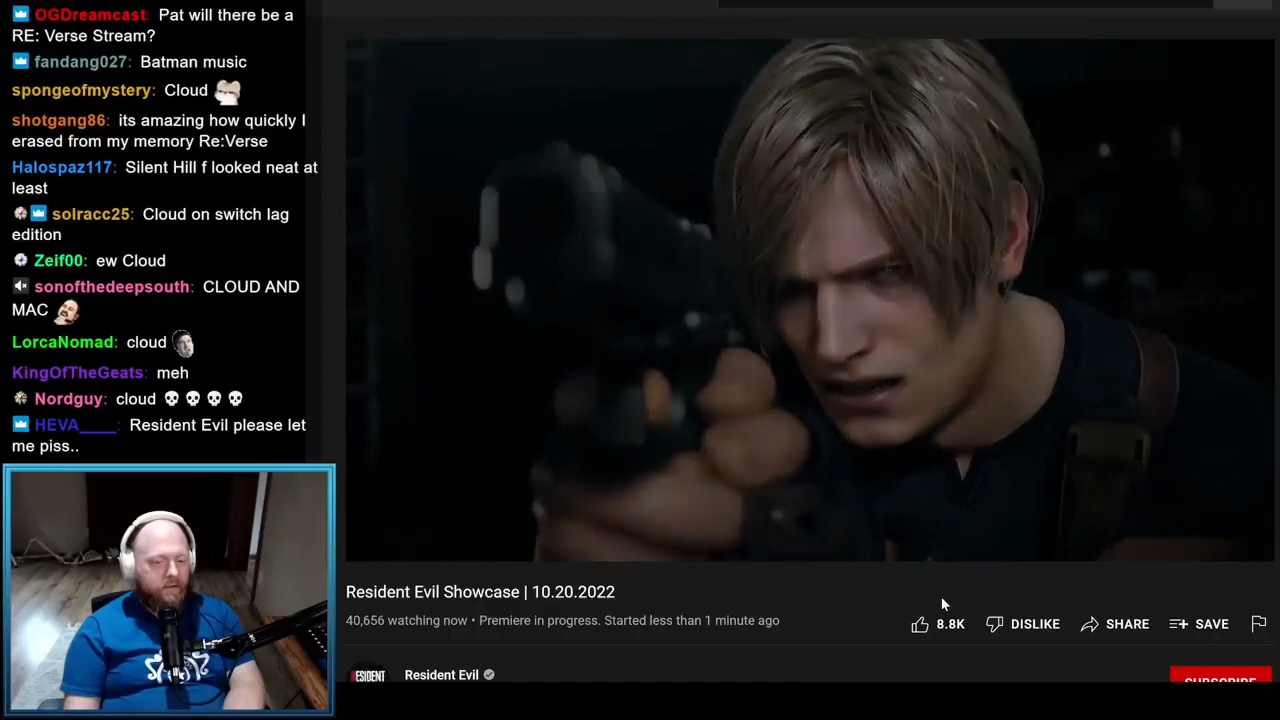 OGDreamcast: Pat will there be a
RE: Verse Stream?
fandang027: Batman music
spongeofmystery: Cloud
shotgang86: its amazing how quickly I
erased from my memory Re:Verse
Halospaz117: Silent Hill f looked neat at
least
solracc25: Cloud on switch lag
edition
Zeif00: ew Cloud
sonofthedeepsouth: CLOUD AND
MAC
LorcaNomad: cloud
KingOfTheGeats: meh
Nordguy: cloud 💀💀💀💀
HEVA____: Resident Evil please let
me piss..
Resident Evil Showcase | 10.20.2022
40,656 watching now • Premiere in progress. Started less than 1 minute ago
8.8K DISLIKE SHARE SAVE
RESIDENT
Resident Evil
SUBSCRIBE